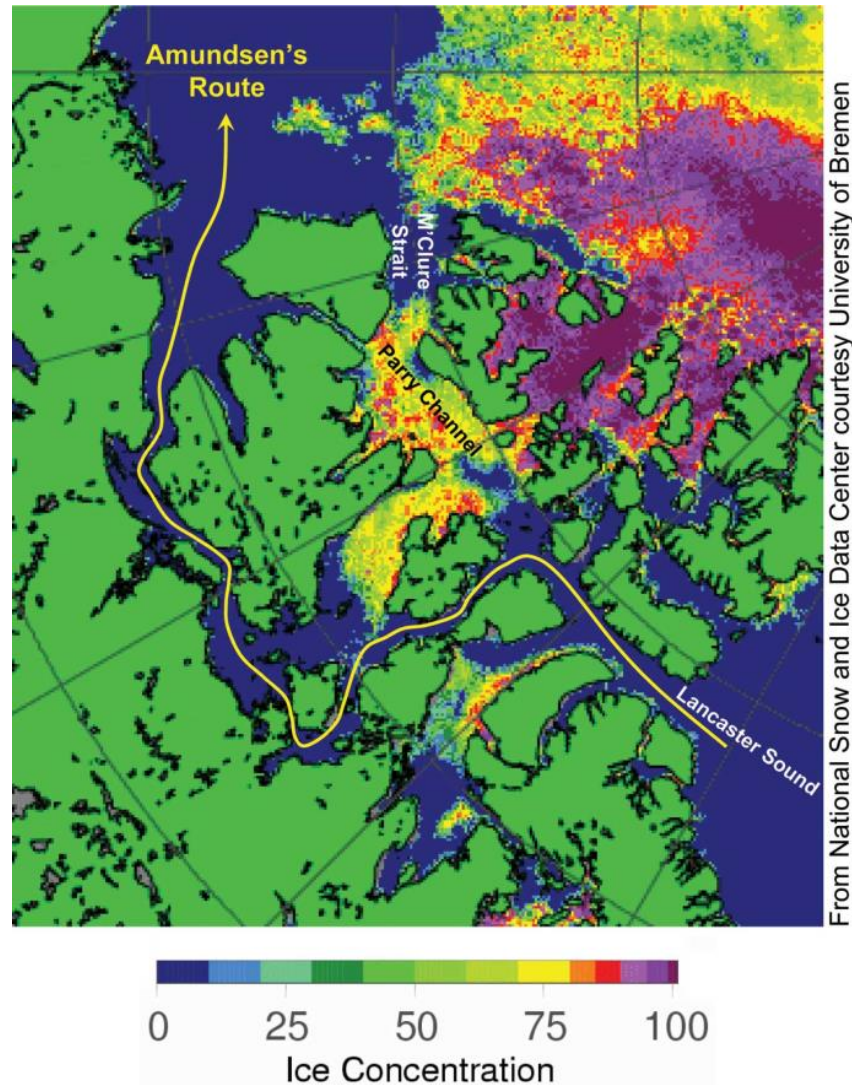 Amundsen's
Route
M'Clure
Strait
Parry Channel
Lancaster Sound
From National Snow and Ice Data Center courtesy University of Bremen
0 25 50 75 100
Ice Concentration